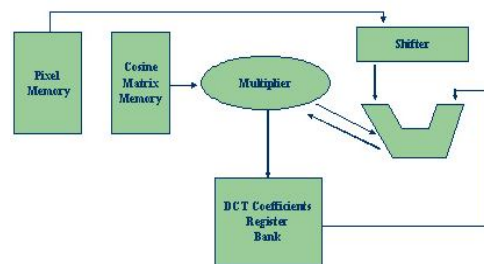 Pixel
Memory
Cosine
Matrix
Memory
Multiplier
Shifter
DCT Coefficients
Register
Bank